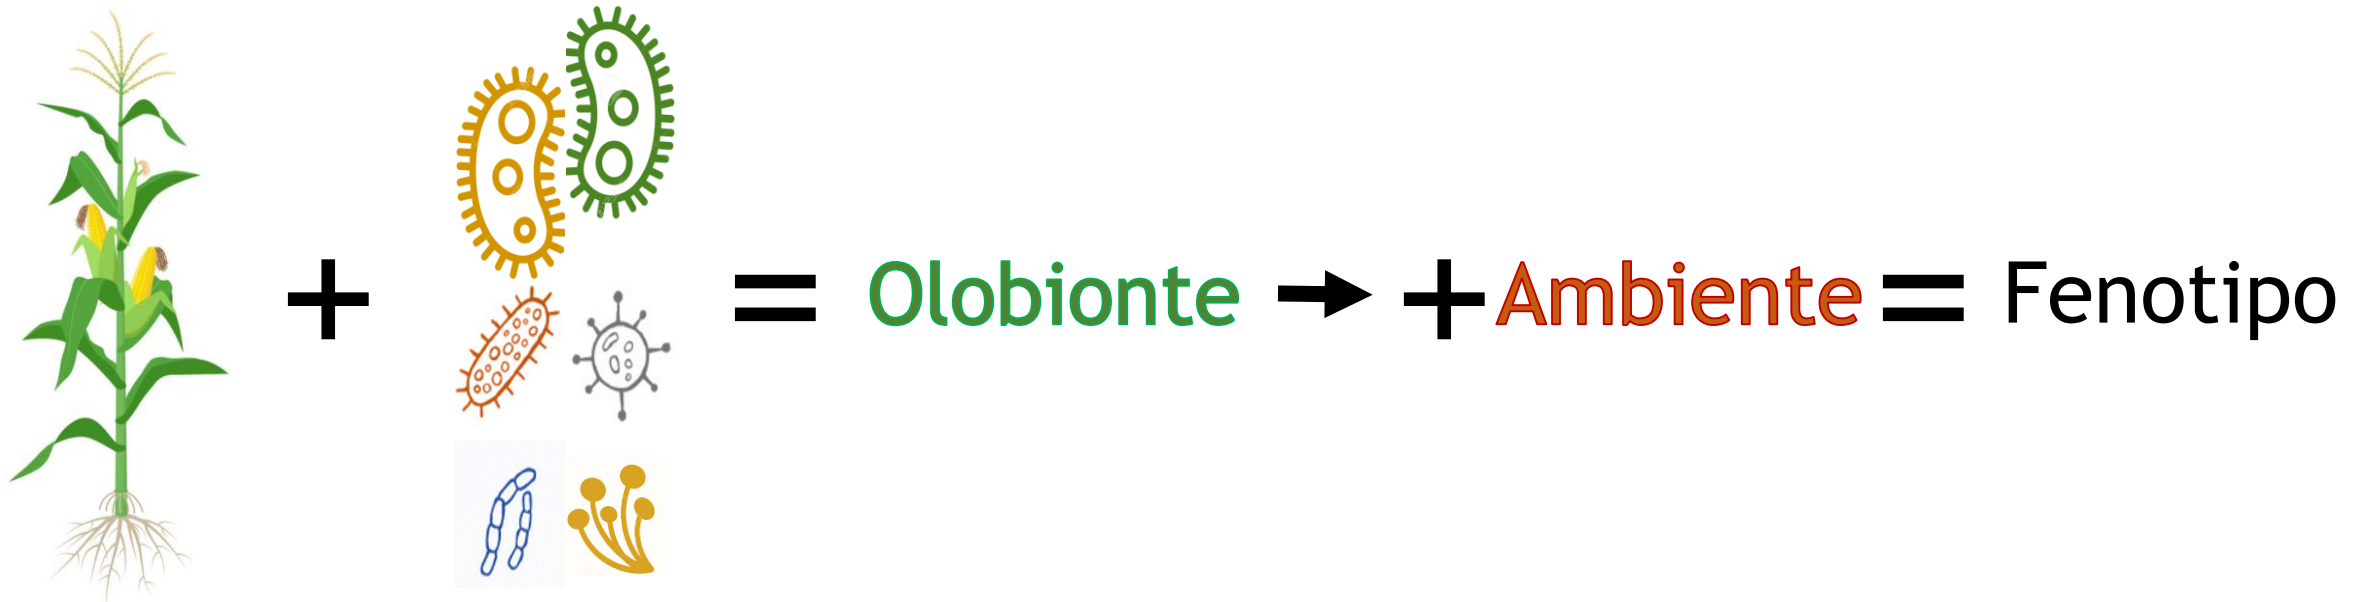 + = Olobionte → + Ambiente = Fenotipo